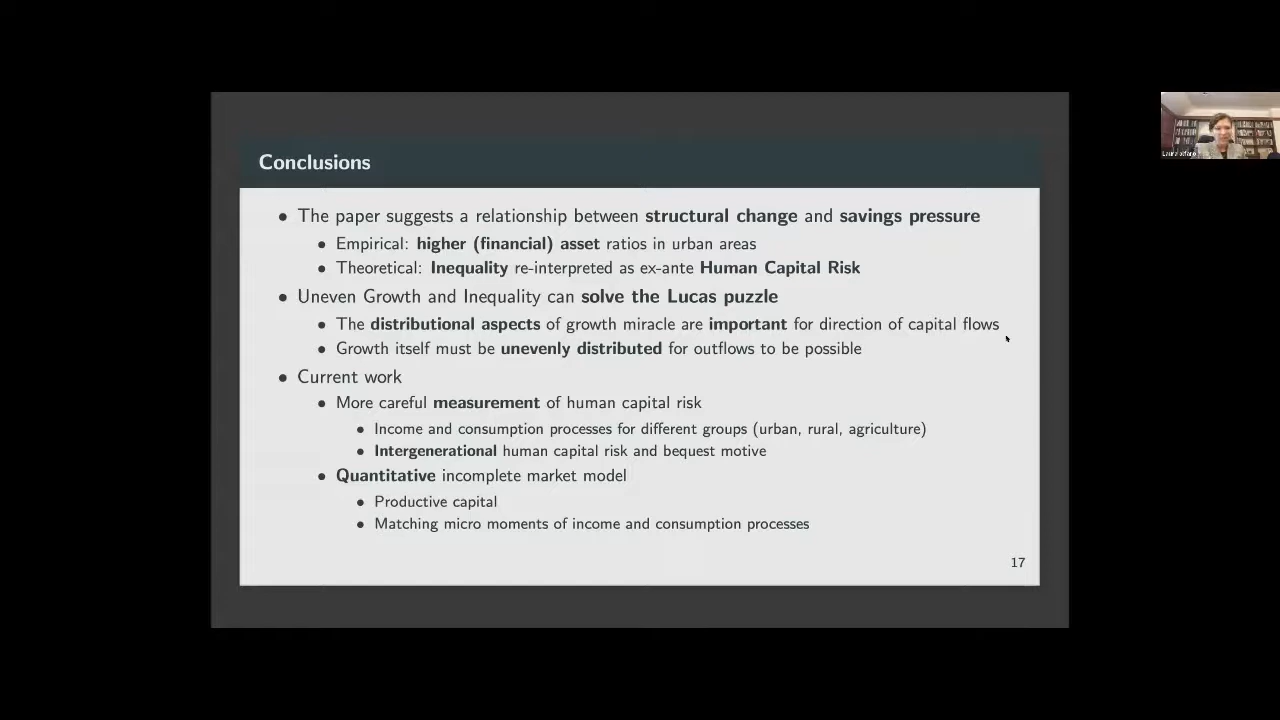 Conclusions
• The paper suggests a relationship between structural change and savings pressure
• Empirical: higher (financial) asset ratios in urban areas
• Theoretical: Inequality re-interpreted as ex-ante Human Capital Risk
• Uneven Growth and Inequality can solve the Lucas puzzle
• The distributional aspects of growth miracle are important for direction of capital flows
• Growth itself must be unevenly distributed for outflows to be possible
• Current work
• More careful measurement of human capital risk
• Income and consumption processes for different groups (urban, rural, agriculture)
• Intergenerational human capital risk and bequest motive
• Quantitative incomplete market model
• Productive capital
• Matching micro moments of income and consumption processes
17